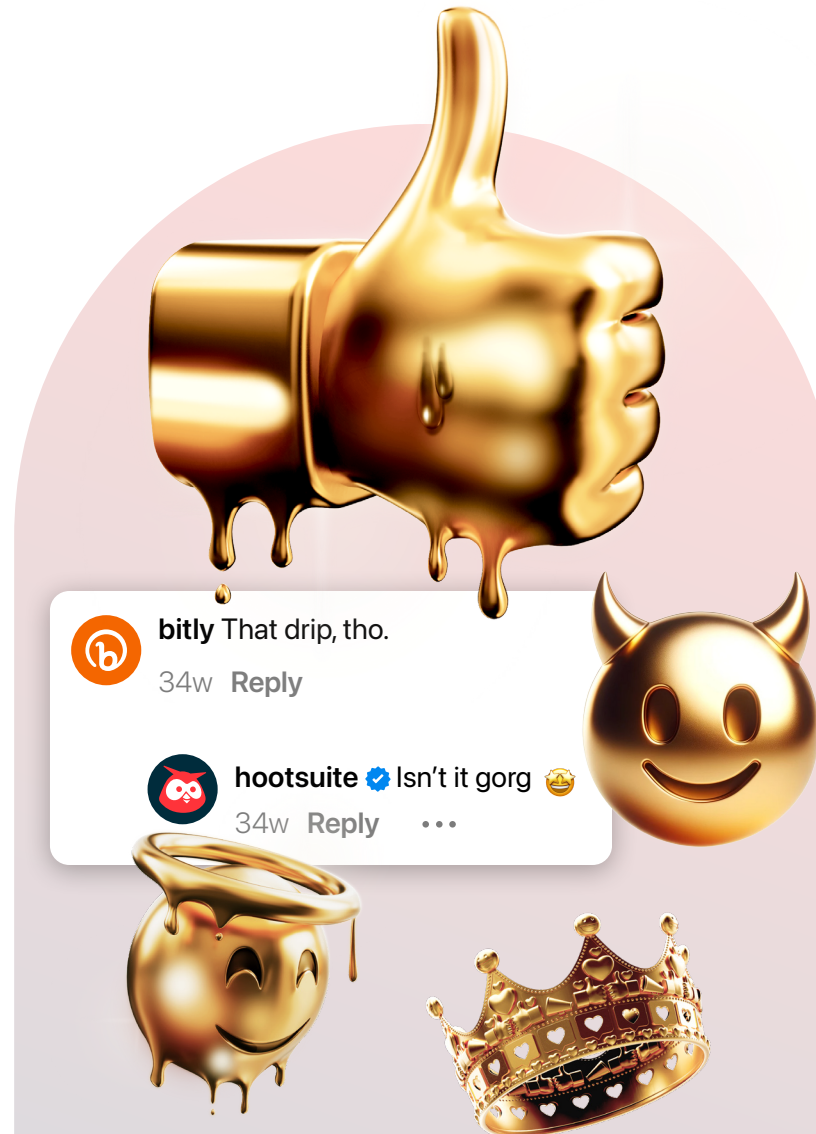 bitly That drip, tho.
34w Reply
hootsuite Isn't it gorg 🤩
34w Reply •••